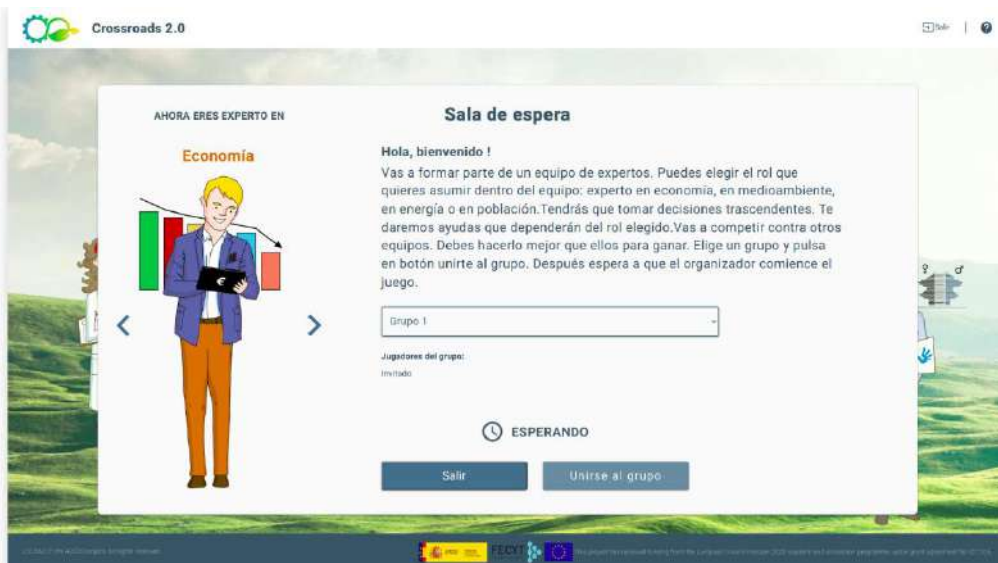 Crossroads 2.0
Salir
AHORA ERES EXPERTO EN
Economía
Sala de espera
Hola, bienvenido !
Vas a formar parte de un equipo de expertos. Puedes elegir el rol que
quieres asumir dentro del equipo: experto en economía, en medioambiente,
en energía o en población.Tendrás que tomar decisiones trascendentes. Te
daremos ayudas que dependerán del rol elegido.Vas a competir contra otros
equipos. Debes hacerlo mejor que ellos para ganar. Elige un grupo y pulsa
en botón unirte al grupo. Después espera a que el organizador comience el
juego.
Grupo 1
Jugadores del grupo:
Invitado
ESPERANDO
Salir
Unirse al grupo
FECYT